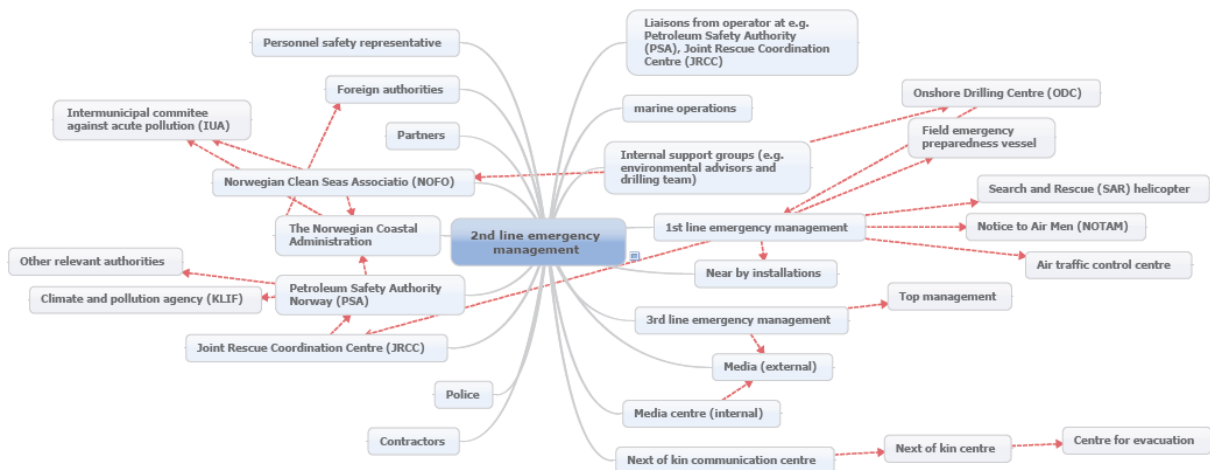 Liaisons from operator at e.g.
Petroleum Safety Authority
(PSA), Joint Rescue Coordination
Centre (JRCC)
Personnel safety representative
Foreign authorities
Onshore Drilling Centre (ODC)
Intermunicipal commitee
against acute pollution (IUA)
marine operations
Partners
Field emergency
preparedness vessel
Internal support groups (e.g.
environmental advisors and
drilling team)
Norwegian Clean Seas Associatio (NOFO)
Search and Rescue (SAR) helicopter
The Norwegian Coastal
Administration
2nd line emergency
management
1st line emergency management
Notice to Air Men (NOTAM)
Other relevant authorities
Near by installations
Air traffic control centre
Petroleum Safety Authority
Norway (PSA)
Climate and pollution agency (KLIF)
Top management
3rd line emergency management
Joint Rescue Coordination Centre (JRCC)
Media (external)
Police
Media centre (internal)
Contractors
Next of kin communication centre
Next of kin centre
Centre for evacuation